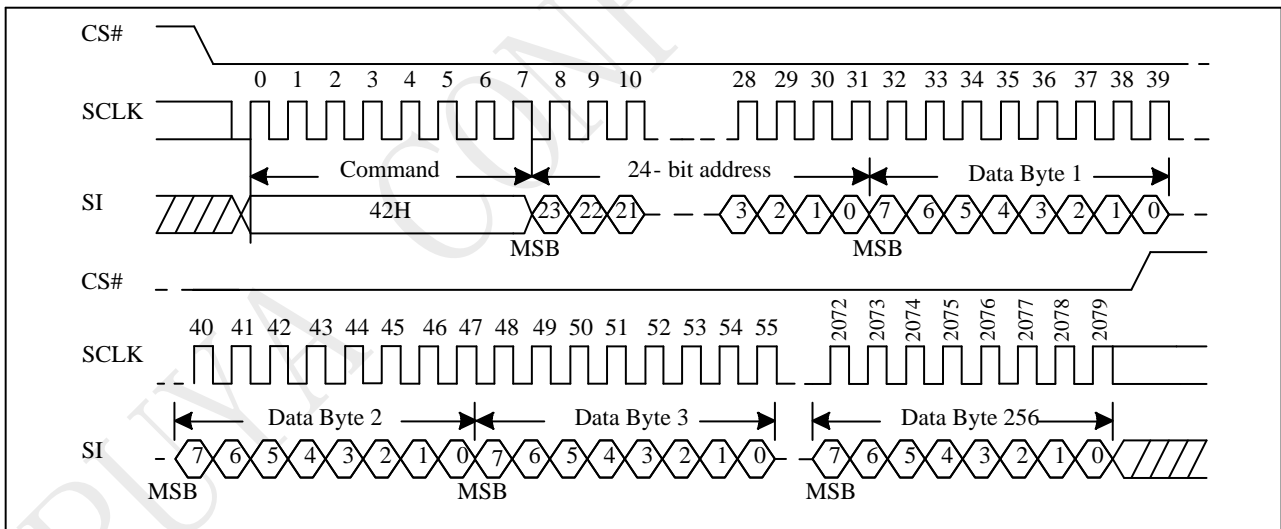 CS#
0 1 2 3 4 5 6 7 8 9 10 28 29 30 31 32 33 34 35 36 37 38 39
SCLK
Command 24- bit address Data Byte 1
SI
42H 23 22 21 3 2 1 0 7 6 5 4 3 2 1 0
MSB MSB
CS#
40 41 42 43 44 45 46 47 48 49 50 51 52 53 54 55 2072 2073 2074 2075 2076 2077 2078 2079
SCLK
Data Byte 2 Data Byte 3 Data Byte 256
SI
7 6 5 4 3 2 1 0 7 6 5 4 3 2 1 0 7 6 5 4 3 2 1 0
MSB MSB MSB
PUYA CONF